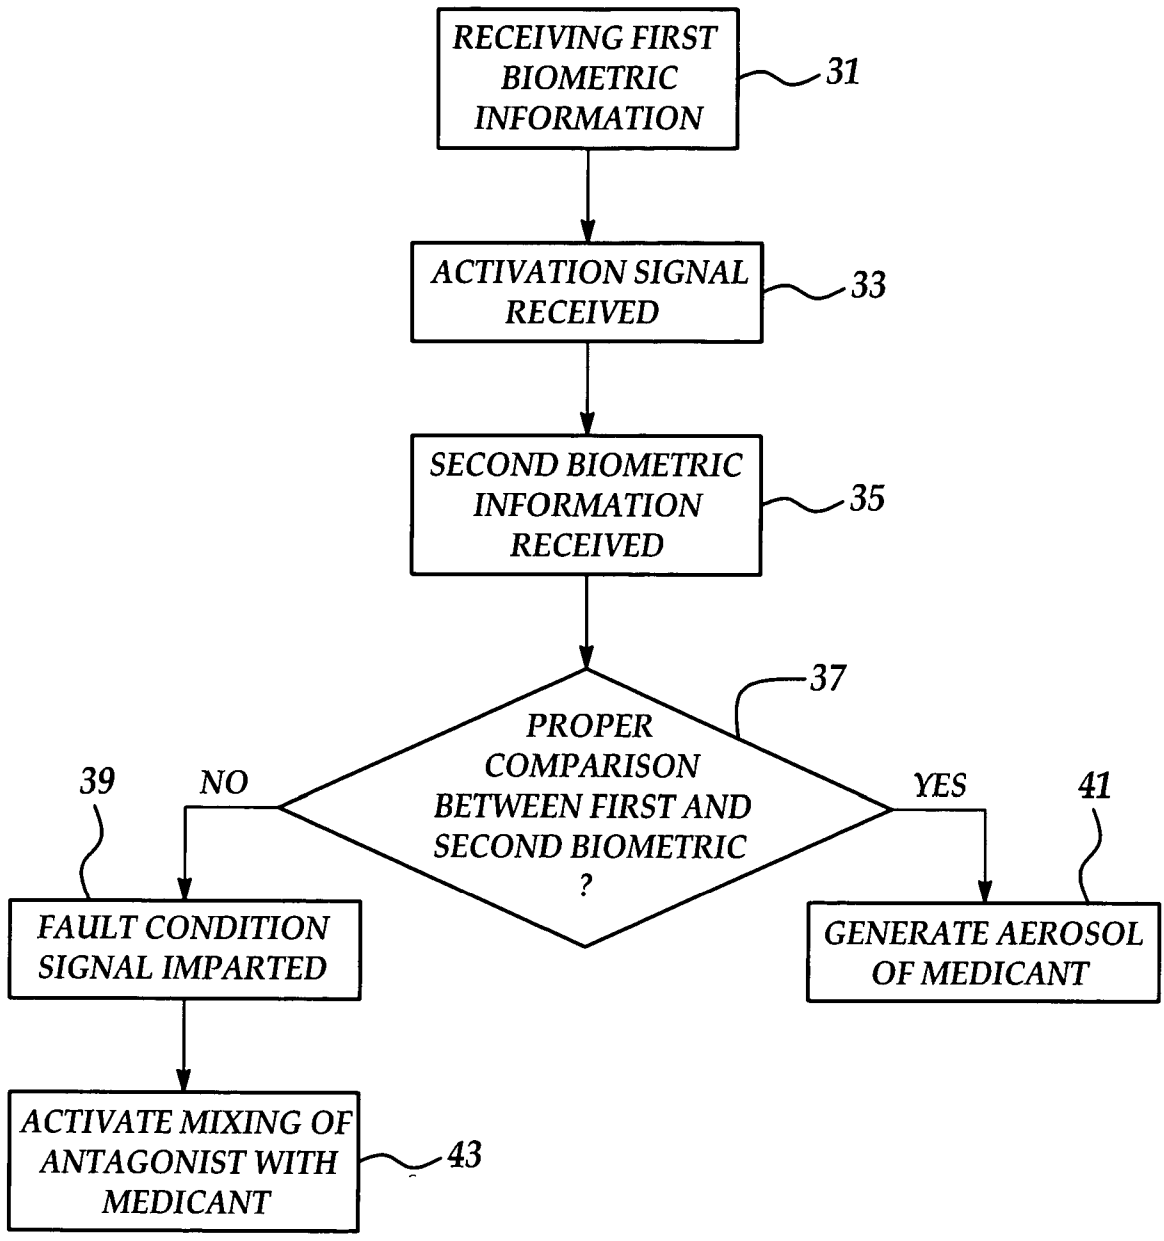 RECEIVING FIRST
BIOMETRIC
INFORMATION
31
ACTIVATION SIGNAL
RECEIVED
33
SECOND BIOMETRIC
INFORMATION
RECEIVED
35
37
PROPER
COMPARISON
BETWEEN FIRST AND
SECOND BIOMETRIC
?
NO
YES
39
41
FAULT CONDITION
SIGNAL IMPARTED
GENERATE AEROSOL
OF MEDICANT
ACTIVATE MIXING OF
ANTAGONIST WITH
MEDICANT
43